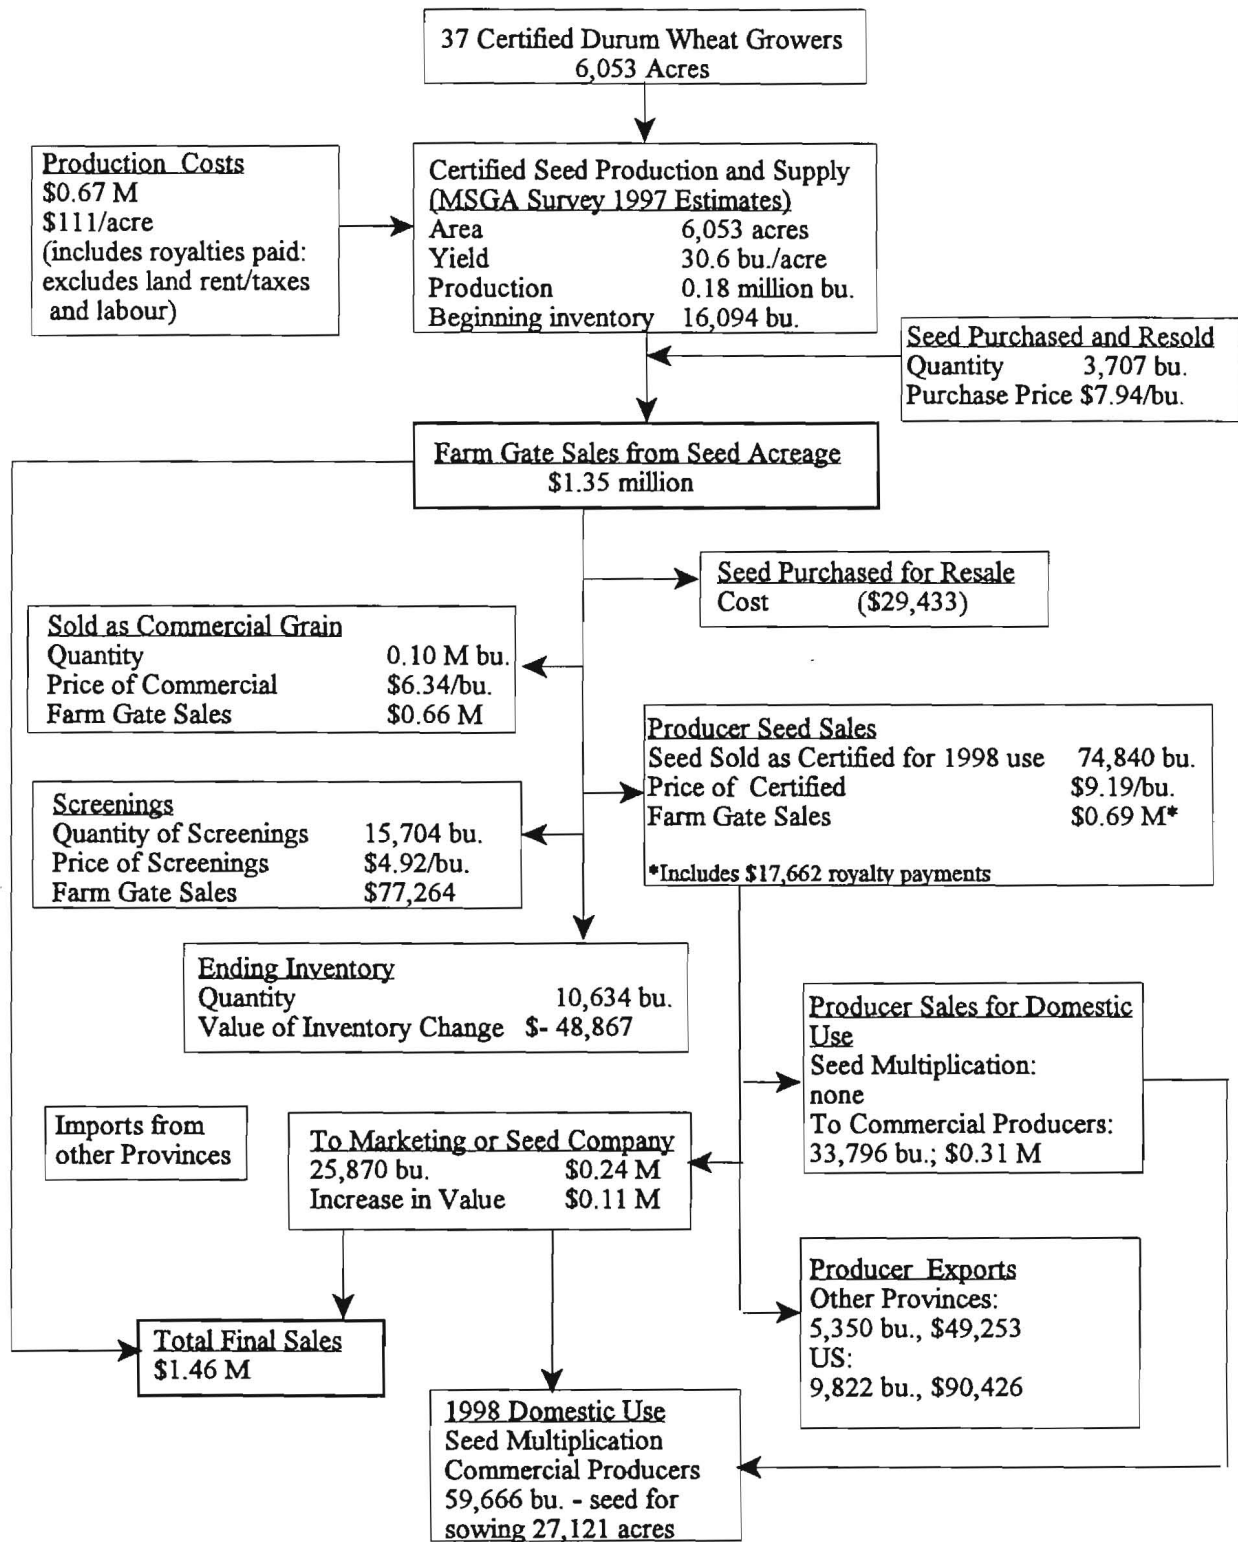 37 Certified Durum Wheat Growers
6,053 Acres
Production Costs
$0.67 M
$111/acre
(includes royalties paid:
excludes land rent/taxes
and labour)
Certified Seed Production and Supply
(MSGA Survey 1997 Estimates)
Area 6,053 acres
Yield 30.6 bu./acre
Production 0.18 million bu.
Beginning inventory 16,094 bu.
Seed Purchased and Resold
Quantity 3,707 bu.
Purchase Price $7.94/bu.
Farm Gate Sales from Seed Acreage
$1.35 million
Seed Purchased for Resale
Cost ($29,433)
Sold as Commercial Grain
Quantity 0.10 M bu.
Price of Commercial $6.34/bu.
Farm Gate Sales $0.66 M
Producer Seed Sales
Seed Sold as Certified for 1998 use 74,840 bu.
Price of Certified $9.19/bu.
Farm Gate Sales $0.69 M*
*Includes $17,662 royalty payments
Screenings
Quantity of Screenings 15,704 bu.
Price of Screenings $4.92/bu.
Farm Gate Sales $77,264
Ending Inventory
Quantity 10,634 bu.
Value of Inventory Change $- 48,867
Producer Sales for Domestic
Use
Seed Multiplication:
none
To Commercial Producers:
33,796 bu.; $0.31 M
Imports from
other Provinces
To Marketing or Seed Company
25,870 bu. $0.24 M
Increase in Value $0.11 M
Producer Exports
Other Provinces:
5,350 bu., $49,253
US:
9,822 bu., $90,426
Total Final Sales
$1.46 M
1998 Domestic Use
Seed Multiplication
Commercial Producers
59,666 bu. - seed for
sowing 27,121 acres